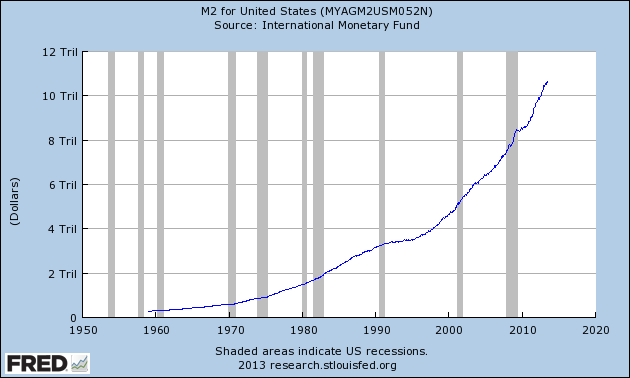 M2 for United States (MYAGM2USM052N)
Source: International Monetary Fund
12 Tril
10 Tril
8 Tril
6 Tril
4 Tril
2 Tril
0
(Dollars)
1950 1960 1970 1980 1990 2000 2010 2020
Shaded areas indicate US recessions.
2013 research.stlouisfed.org
FRED